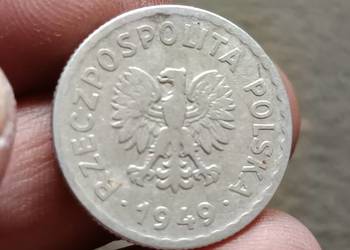 RZECZPOSPOLITA POLSKA
· 1949 ·